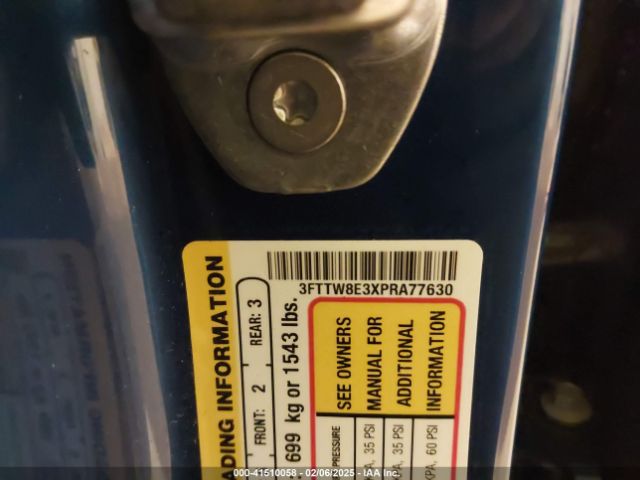 3FTTW8E3XPRA77630
ADING INFORMATION
FRONT: 2 REAR: 3
699 kg or 1543 lbs.
SEE OWNERS
MANUAL FOR
ADDITIONAL
INFORMATION
PRESSURE
A, 35 PSI
PA, 35 PSI
KPA, 60 PSI
000-41510058 - 02/06/2025 - IAA Inc.